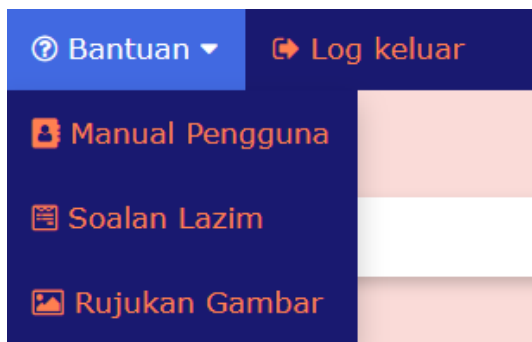 Bantuan
Log keluar
Manual Pengguna
Soalan Lazim
Rujukan Gambar